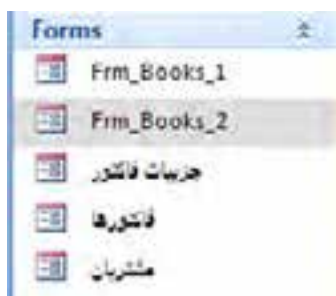 Forms
Frm_Books_1
Frm_Books_2
جزییات فاکتور
فاکتورها
مشتریان